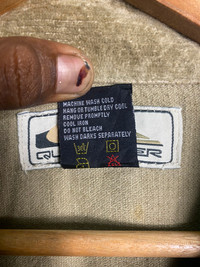 MACHINE WASH COLD
HANG OR TUMBLE DRY COOL
REMOVE PROMPTLY
COOL IRON
DO NOT BLEACH
WASH DARKS SEPARATELY